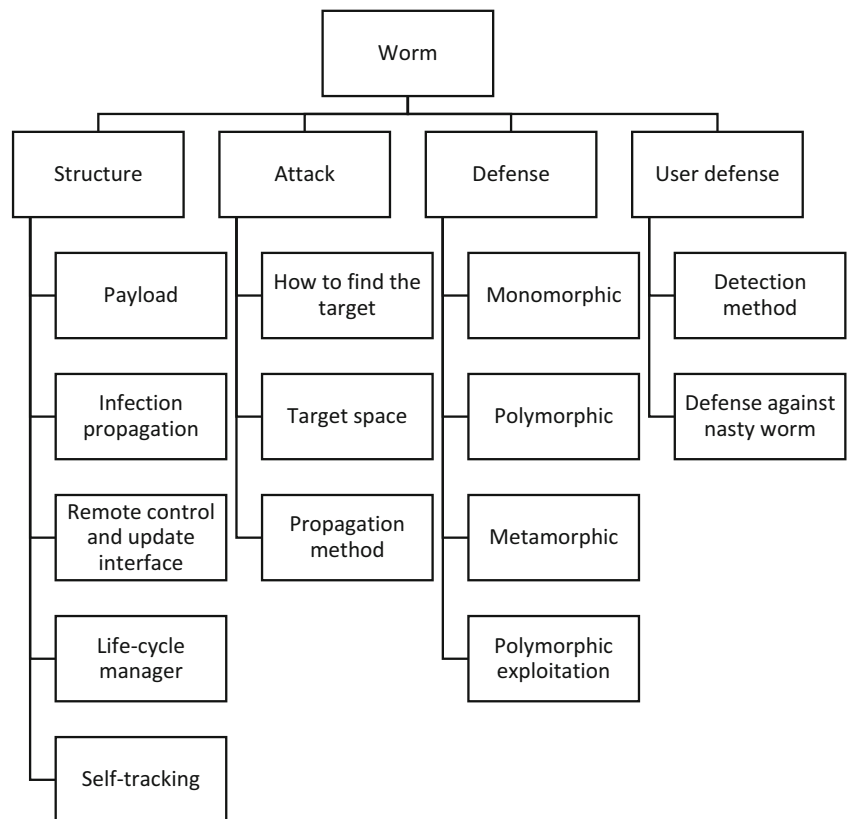 Worm
Structure
Attack
Defense
User defense
Payload
Infection
propagation
Remote control
and update
interface
Life-cycle
manager
Self-tracking
How to find the
target
Target space
Propagation
method
Monomorphic
Polymorphic
Metamorphic
Polymorphic
exploitation
Detection
method
Defense against
nasty worm